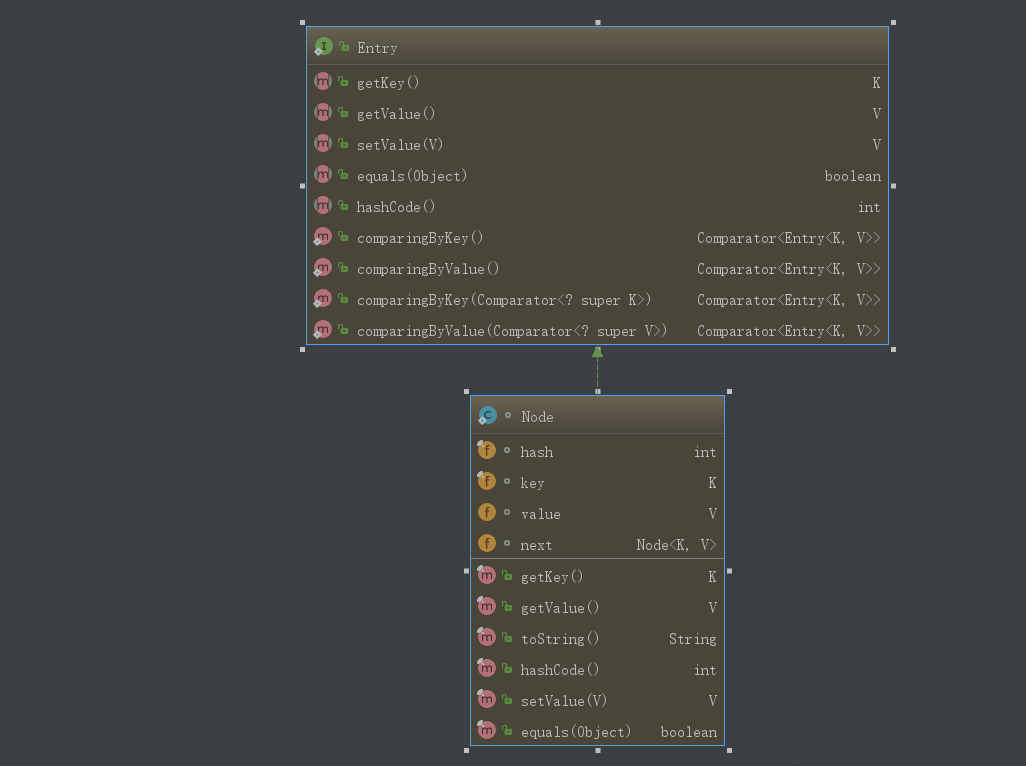 Entry
getKey() K
getValue() V
setValue(V) V
equals(Object) boolean
hashCode() int
comparingByKey() Comparator<Entry<K, V>>
comparingByValue() Comparator<Entry<K, V>>
comparingByKey(Comparator<? super K>) Comparator<Entry<K, V>>
comparingByValue(Comparator<? super V>) Comparator<Entry<K, V>>
Node
hash int
key K
value V
next Node<K, V>
getKey() K
getValue() V
toString() String
hashCode() int
setValue(V) V
equals(Object) boolean